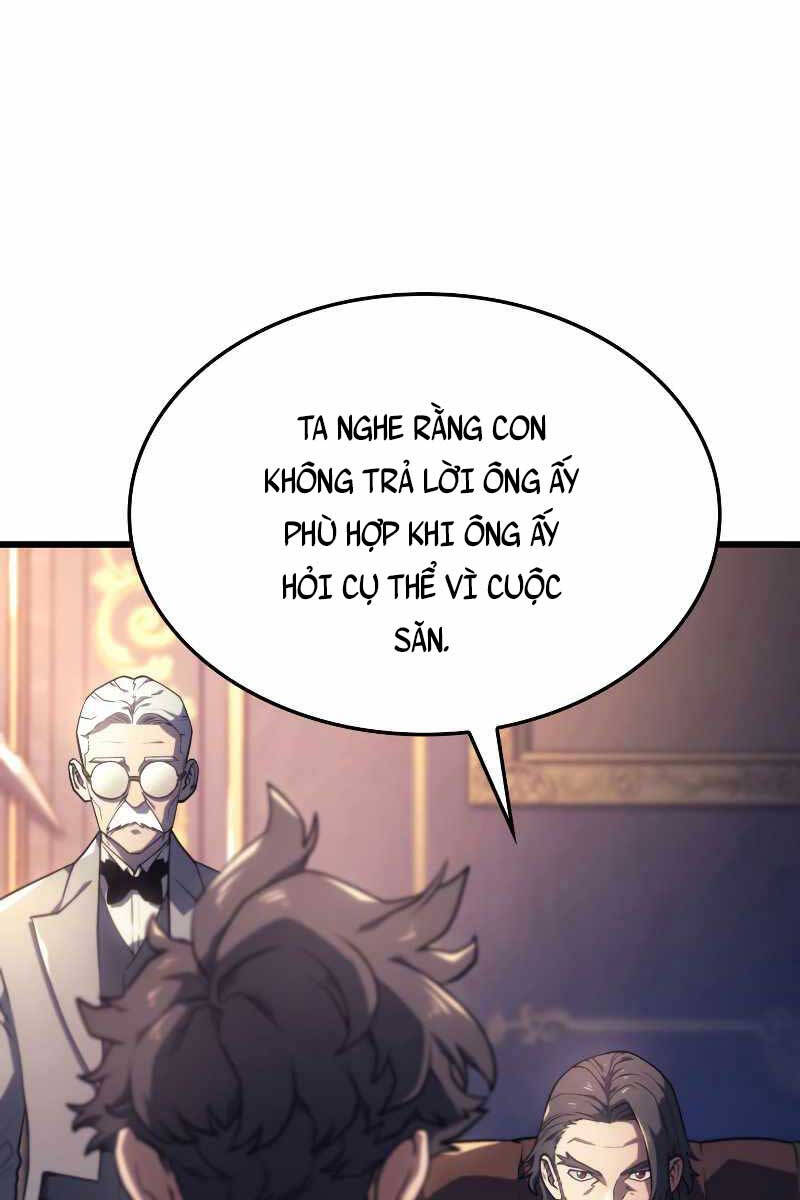 TA NGHE RẰNG CON
KHÔNG TRẢ LỜI ÔNG ẤY
PHÙ HỢP KHI ÔNG ẤY
HỎI CỤ THỂ VÌ CUỘC
SĂN.